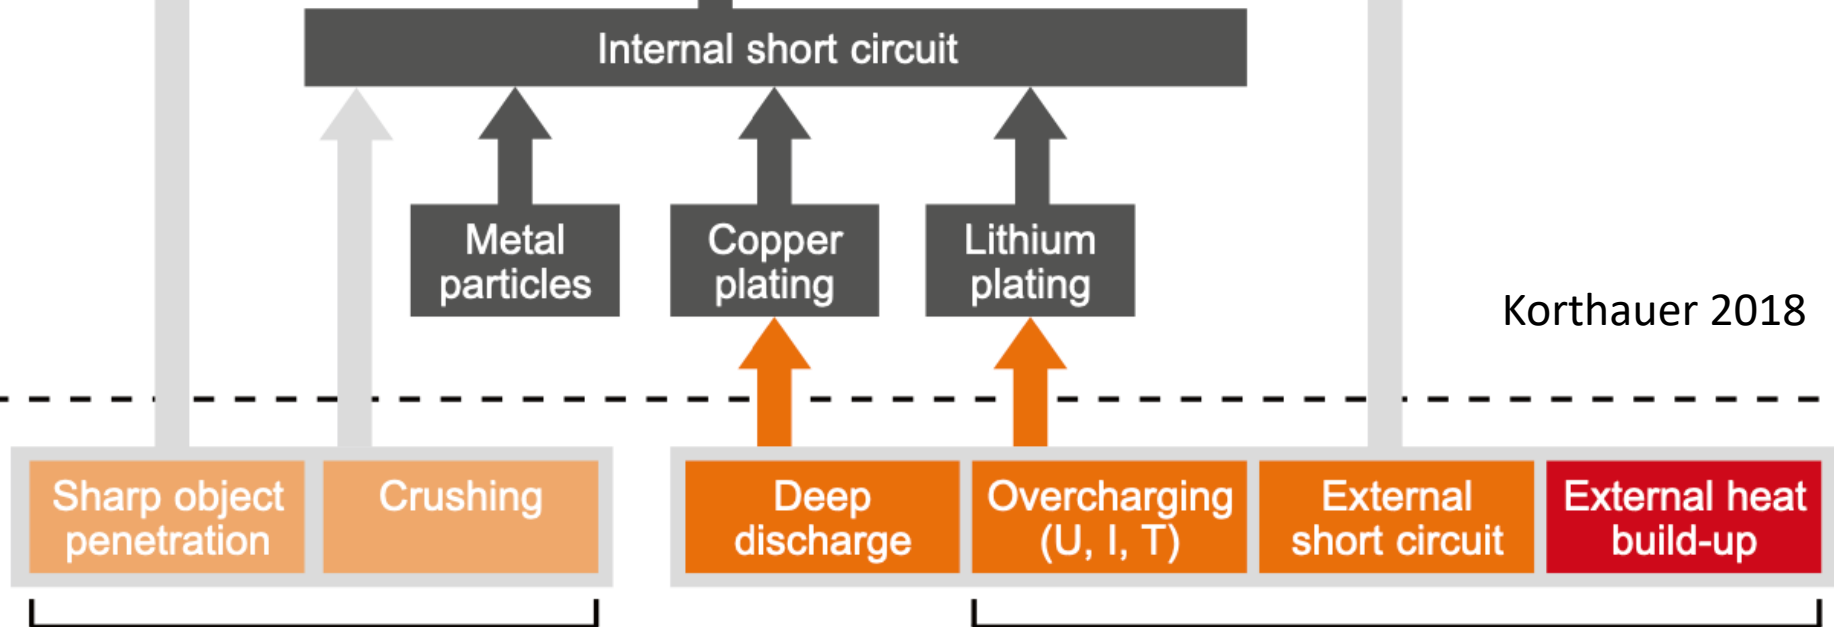 Internal short circuit
Metal
particles
Copper
plating
Lithium
plating
Korthauer 2018
Sharp object
penetration
Crushing
Deep
discharge
Overcharging
(U, I, T)
External
short circuit
External heat
build-up